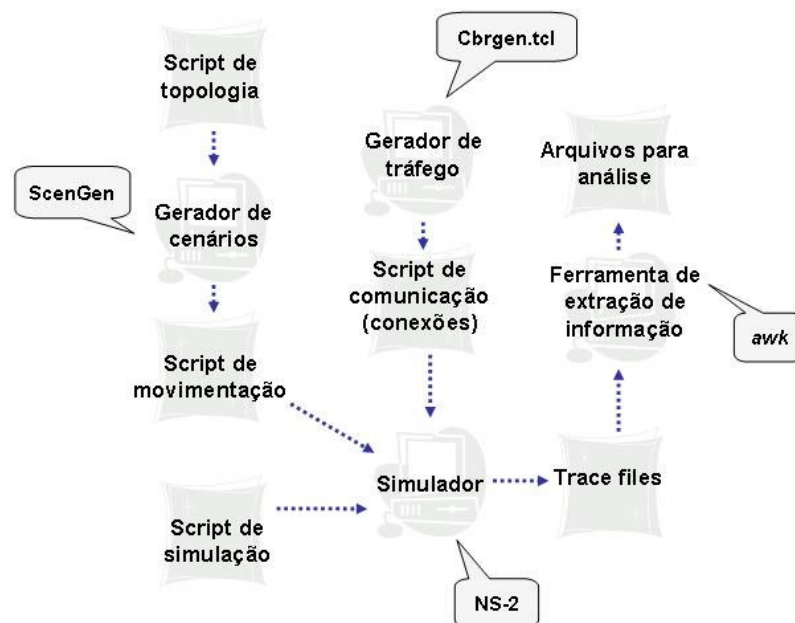 Cbrgen.tcl
Script de
topologia
Gerador de
tráfego
Arquivos para
análise
ScenGen
Gerador de
cenários
Script de
comunicação
(conexões)
Ferramenta de
extração de
informação
awk
Script de
movimentação
Simulador
Trace files
Script de
simulação
NS-2